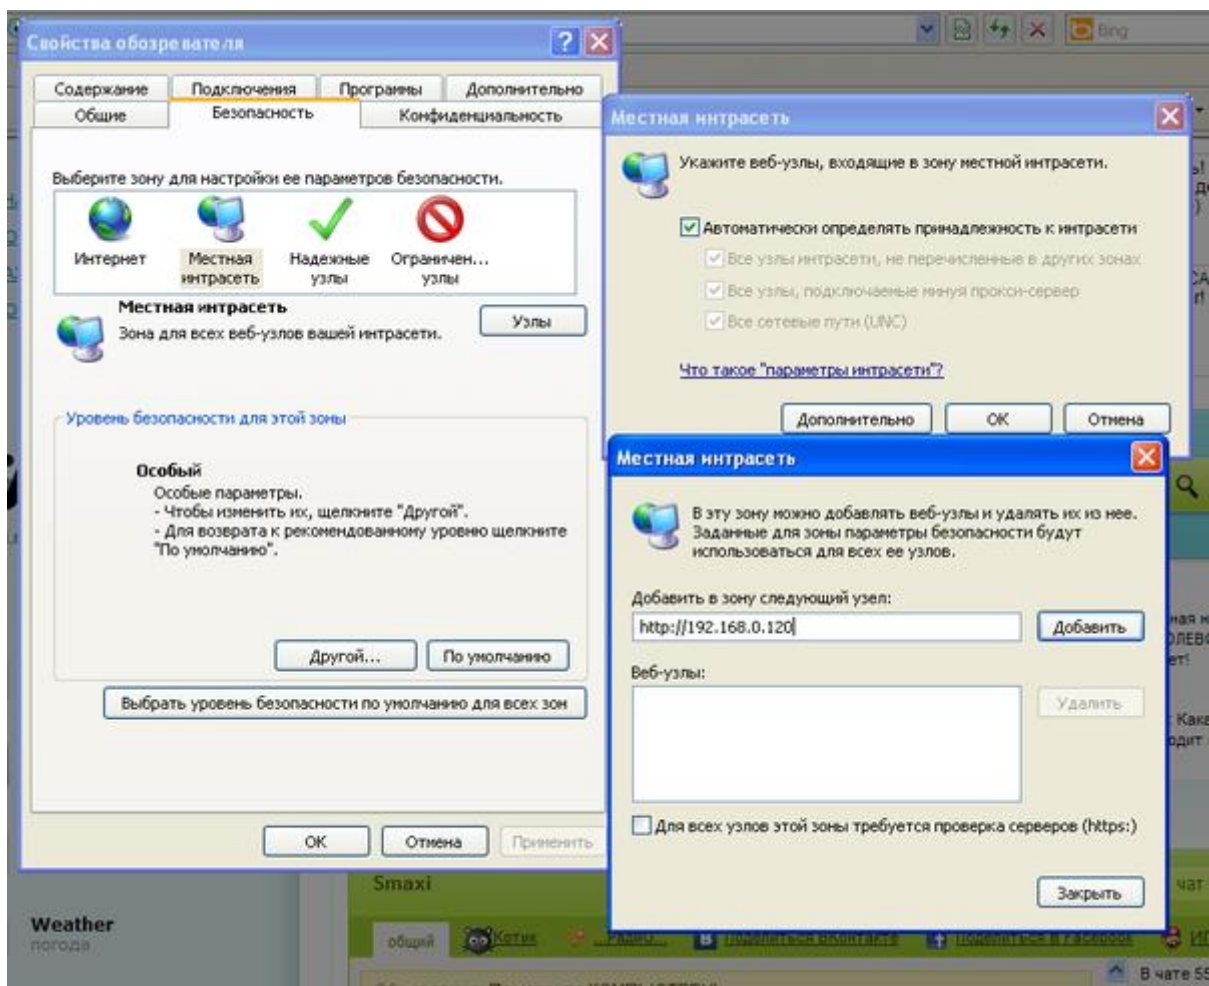 Bing
Свойства обозревателя
Содержание
Подключения
Программы
Дополнительно
Общие
Безопасность
Конфиденциальность
Выберите зону для настройки ее параметров безопасности.
Интернет
Местная
интрасеть
Надежные
узлы
Ограничен...
узлы
Местная интрасеть
Зона для всех веб-узлов вашей интрасети.
Узлы
Уровень безопасности для этой зоны
Особый
Особые параметры.
- Чтобы изменить их, щелкните "Другой".
- Для возврата к рекомендованному уровню щелкните
"По умолчанию".
Другой...
По умолчанию
Выбрать уровень безопасности по умолчанию для всех зон
ОК
Отмена
Применить
Местная интрасеть
Укажите веб-узлы, входящие в зону местной интрасети.
Автоматически определять принадлежность к интрасети
Все узлы интрасети, не перечисленные в других зонах
Все узлы, подключаемые минуя прокси-сервер
Все сетевые пути (UNC)
Что такое "параметры интрасети"?
Дополнительно
ОК
Отмена
Местная интрасеть
В эту зону можно добавлять веб-узлы и удалять их из нее.
Заданные для зоны параметры безопасности будут
использоваться для всех ее узлов.
Добавить в зону следующий узел:
http://192.168.0.120
Добавить
Веб-узлы:
Удалить
Для всех узлов этой зоны требуется проверка серверов (https:)
Закрыть
Smaxi
чат
Weather
погода
общий
Котик
...Радио...
Поделиться ВКонтакте
Поделиться в Facebook
В чате 55